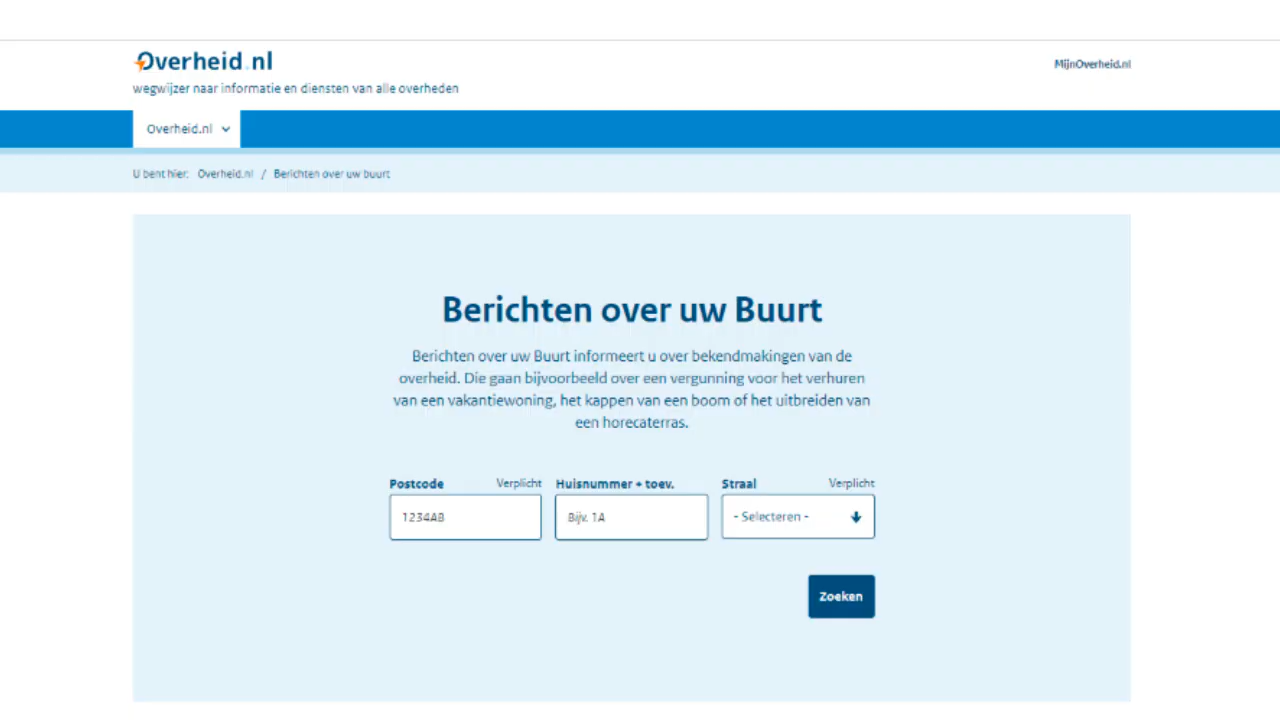 Overheid.nl
MijnOverheid.nl
wegwijzer naar informatie en diensten van alle overheden
Overheid.nl
U bent hier: Overheid.nl / Berichten over uw buurt
Berichten over uw Buurt
Berichten over uw Buurt informeert u over bekendmakingen van de
overheid. Die gaan bijvoorbeeld over een vergunning voor het verhuren
van een vakantiewoning, het kappen van een boom of het uitbreiden van
een horecaterras.
Postcode Verplicht Huisnummer + toev. Straal Verplicht
1234AB Bijv. 1A - Selecteren -
Zoeken